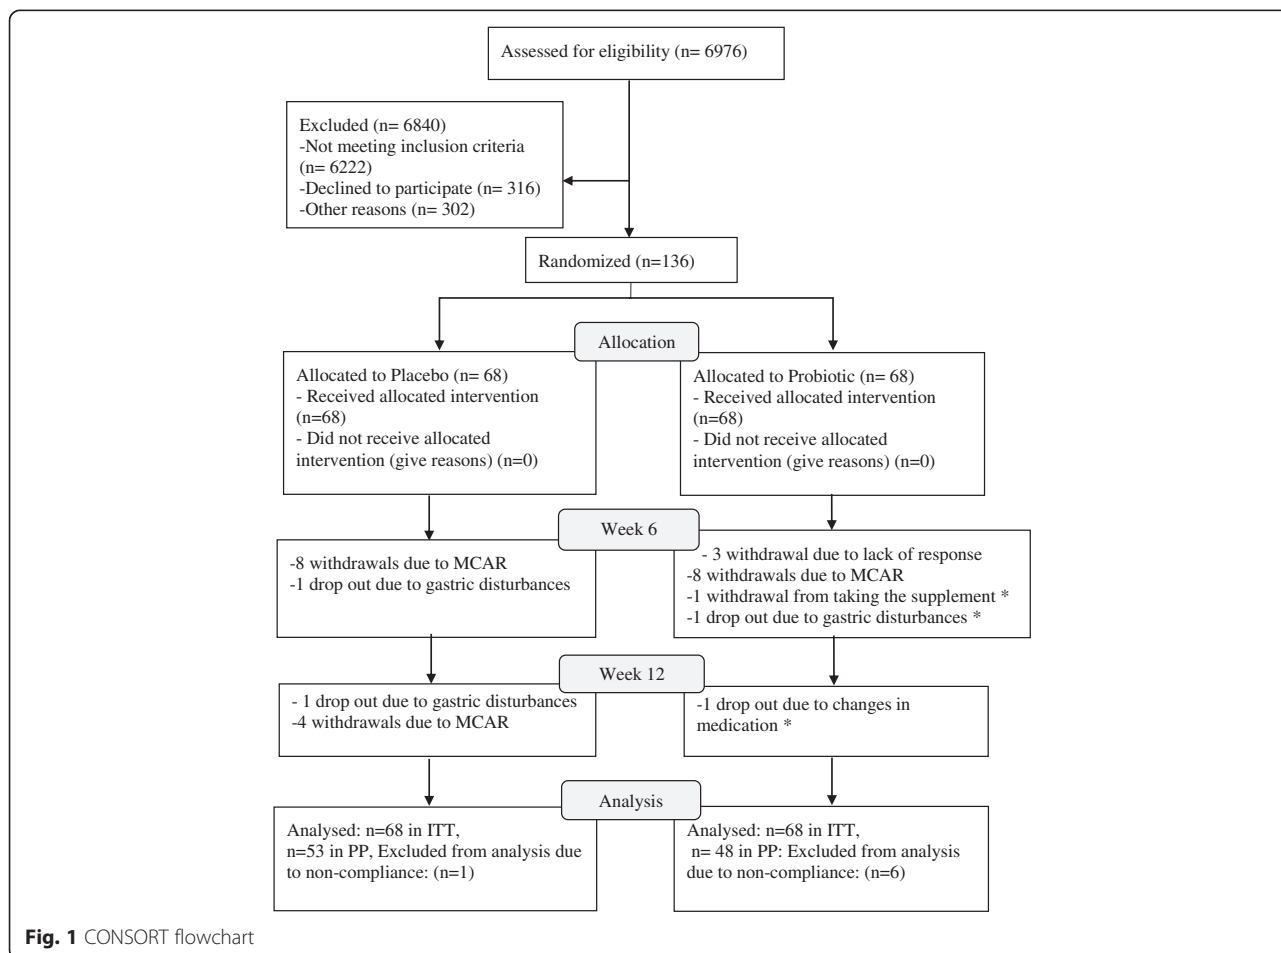 Assessed for eligibility (n= 6976)
Excluded (n= 6840)
-Not meeting inclusion criteria
(n= 6222)
-Declined to participate (n= 316)
-Other reasons (n= 302)
Randomized (n=136)
Allocation
Allocated to Placebo (n= 68)
- Received allocated intervention
(n=68)
- Did not receive allocated
intervention (give reasons) (n=0)
Allocated to Probiotic (n= 68)
- Received allocated intervention
(n=68)
- Did not receive allocated
intervention (give reasons) (n=0)
Week 6
-8 withdrawals due to MCAR
-1 drop out due to gastric disturbances
- 3 withdrawal due to lack of response
-8 withdrawals due to MCAR
-1 withdrawal from taking the supplement *
-1 drop out due to gastric disturbances *
Week 12
- 1 drop out due to gastric disturbances
-4 withdrawals due to MCAR
-1 drop out due to changes in
medication *
Analysis
Analysed: n=68 in ITT,
n=53 in PP, Excluded from analysis due
to non-compliance: (n=1)
Analysed: n=68 in ITT,
n= 48 in PP: Excluded from analysis
due to non-compliance: (n=6)
Fig. 1 CONSORT flowchart